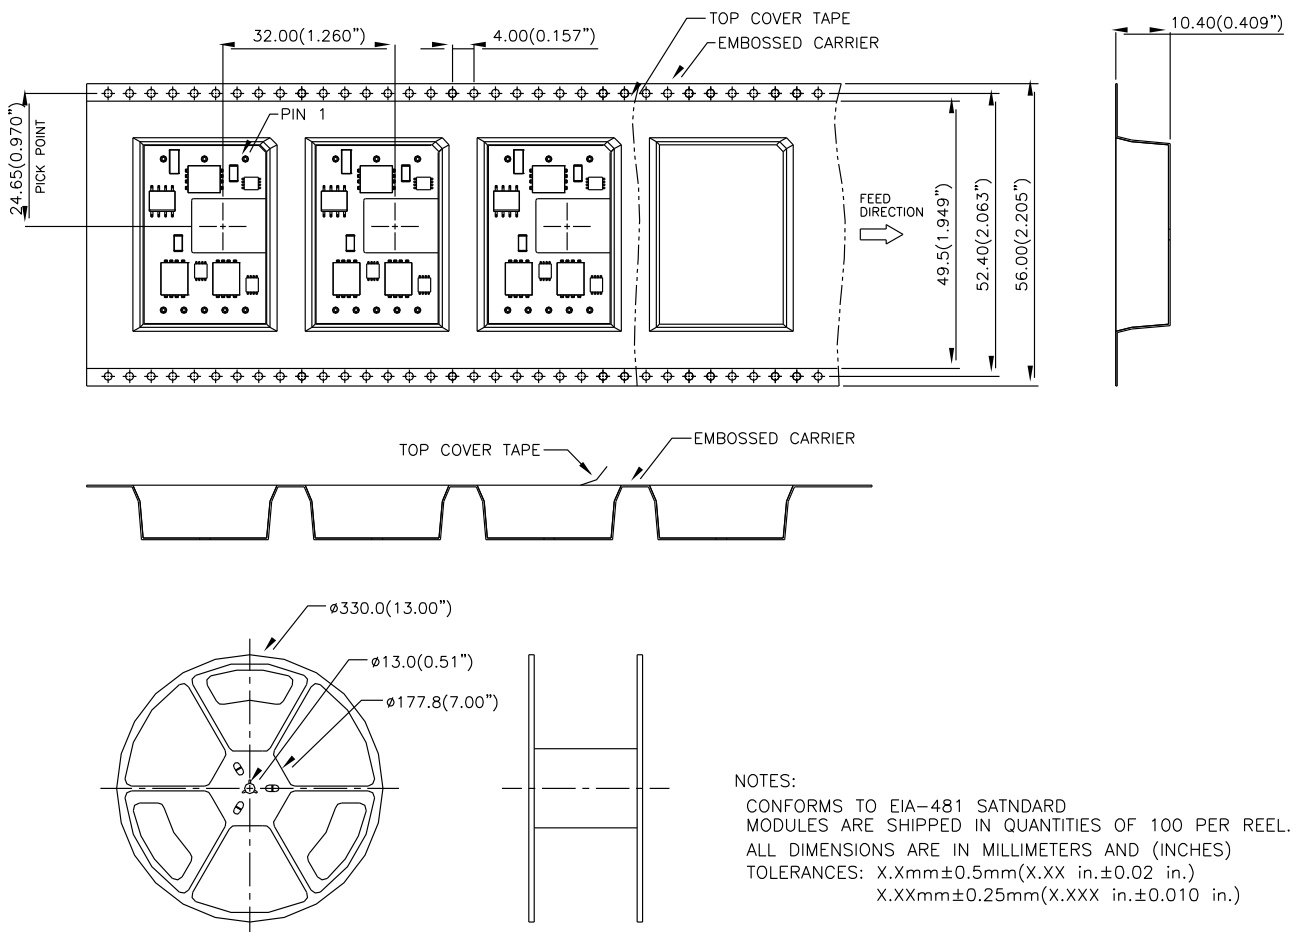 TOP COVER TAPE
EMBOSSED CARRIER
32.00(1.260”)
4.00(0.157”)
10.40(0.409”)
24.65(0.970”)
PICK POINT
PIN 1
FEED
DIRECTION
49.5(1.949”)
52.40(2.063”)
56.00(2.205”)
TOP COVER TAPE
EMBOSSED CARRIER
ø330.0(13.00”)
ø13.0(0.51”)
ø177.8(7.00”)
NOTES:
CONFORMS TO EIA–481 SATNDARD
MODULES ARE SHIPPED IN QUANTITIES OF 100 PER REEL.
ALL DIMENSIONS ARE IN MILLIMETERS AND (INCHES)
TOLERANCES: X.Xmm±0.5mm(X.XX in.±0.02 in.)
X.XXmm±0.25mm(X.XXX in.±0.010 in.)